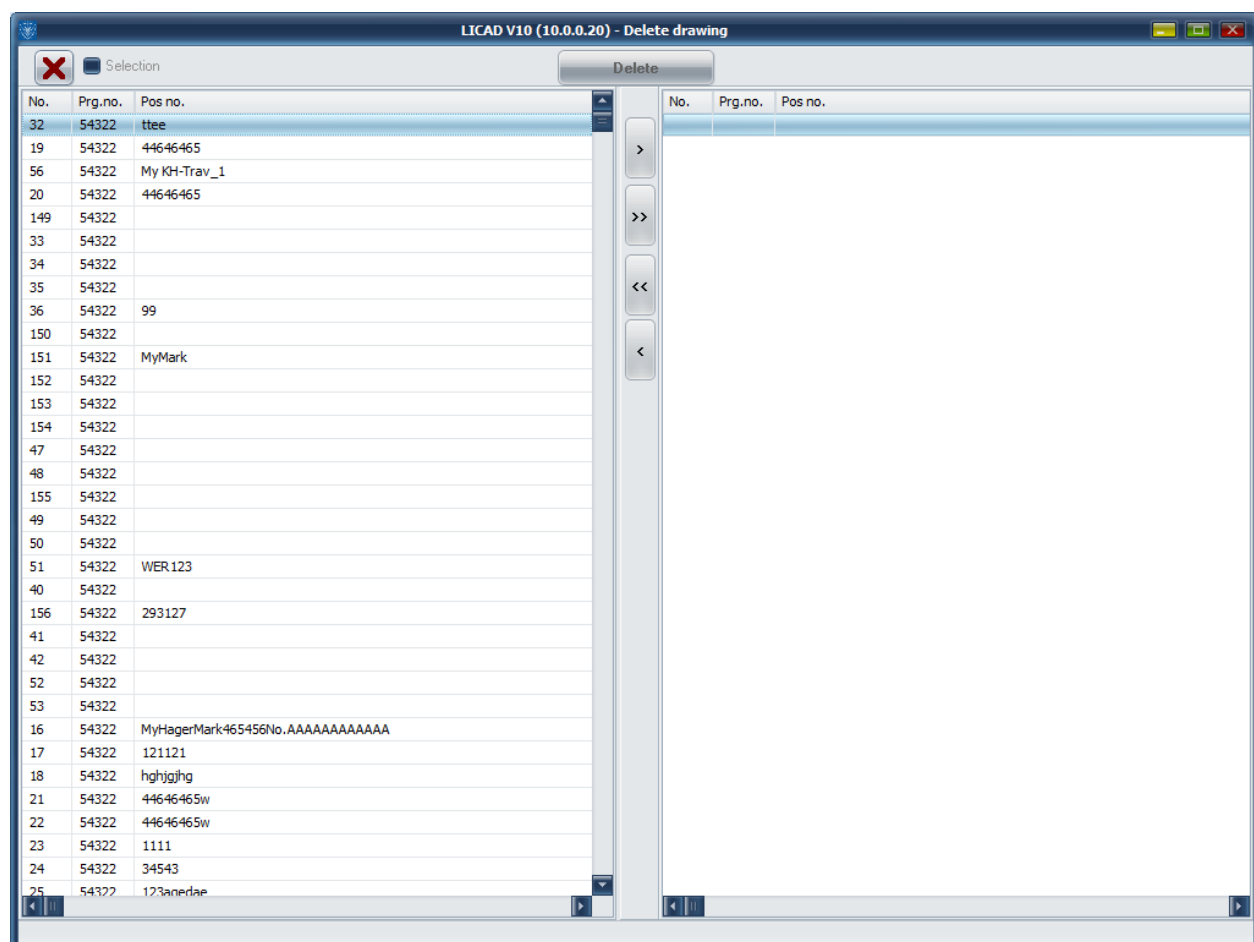 LICAD V10 (10.0.0.20) - Delete drawing
Selection
Delete
No. Prg.no. Pos no.
32 54322 ttee
19 54322 44646465
56 54322 My KH-Trav_1
20 54322 44646465
149 54322
33 54322
34 54322
35 54322
36 54322 99
150 54322
151 54322 MyMark
152 54322
153 54322
154 54322
47 54322
48 54322
155 54322
49 54322
50 54322
51 54322 WER123
40 54322
156 54322 293127
41 54322
42 54322
52 54322
53 54322
16 54322 MyHagerMark465456No.AAAAAAAAAAAA
17 54322 121121
18 54322 hghjgjhg
21 54322 44646465w
22 54322 44646465w
23 54322 1111
24 54322 34543
25 54322 123agedae
>
>>
<<
<
No. Prg.no. Pos no.